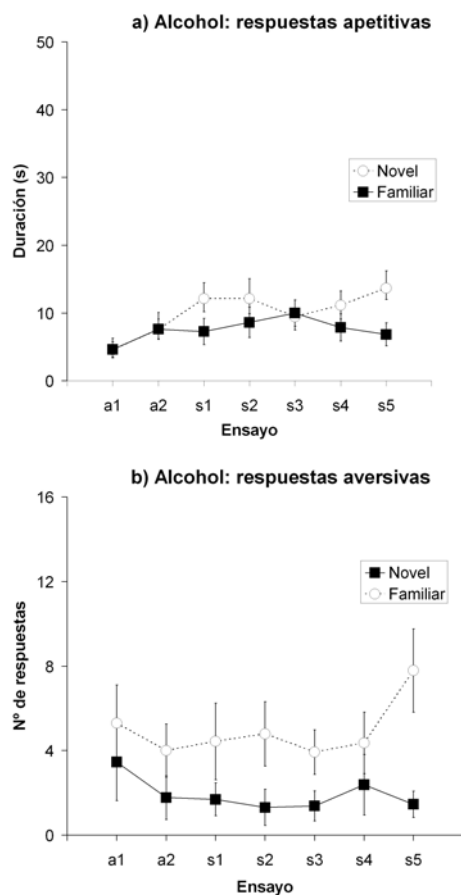 a) Alcohol: respuestas apetitivas
50
40
30
20
10
0
Duración (s)
Novel
Familiar
a1 a2 s1 s2 s3 s4 s5
Ensayo
b) Alcohol: respuestas aversivas
16
12
8
4
0
Nº de respuestas
Novel
Familiar
a1 a2 s1 s2 s3 s4 s5
Ensayo